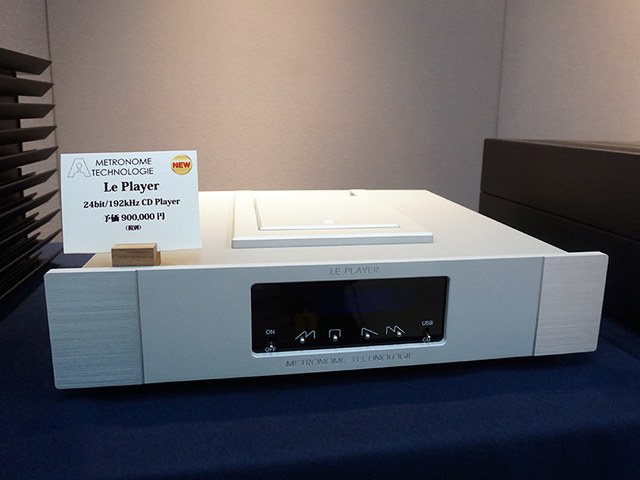 METRONOME
TECHNOLOGIE
NEW
Le Player
24bit/192kHz CD Player
予価 900,000 円
(税別)
LE PLAYER
ON
OFF
USB
CD
METRONOME TECHNOLOGIE